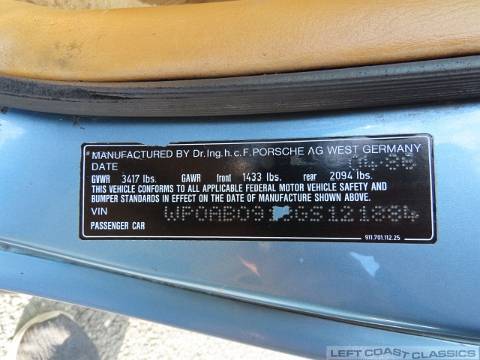 MANUFACTURED BY Dr.Ing.h.c.F.PORSCHE AG WEST GERMANY
DATE 04-86
GVWR 3417 lbs. GAWR front 1433 lbs. rear 2094 lbs.
THIS VEHICLE CONFORMS TO ALL APPLICABLE FEDERAL MOTOR VEHICLE SAFETY AND
BUMPER STANDARDS IN EFFECT ON THE DATE OF MANUFACTURE SHOWN ABOVE.
VIN
PASSENGER CAR
911.701.112.25
LEFT COAST CLASSICS